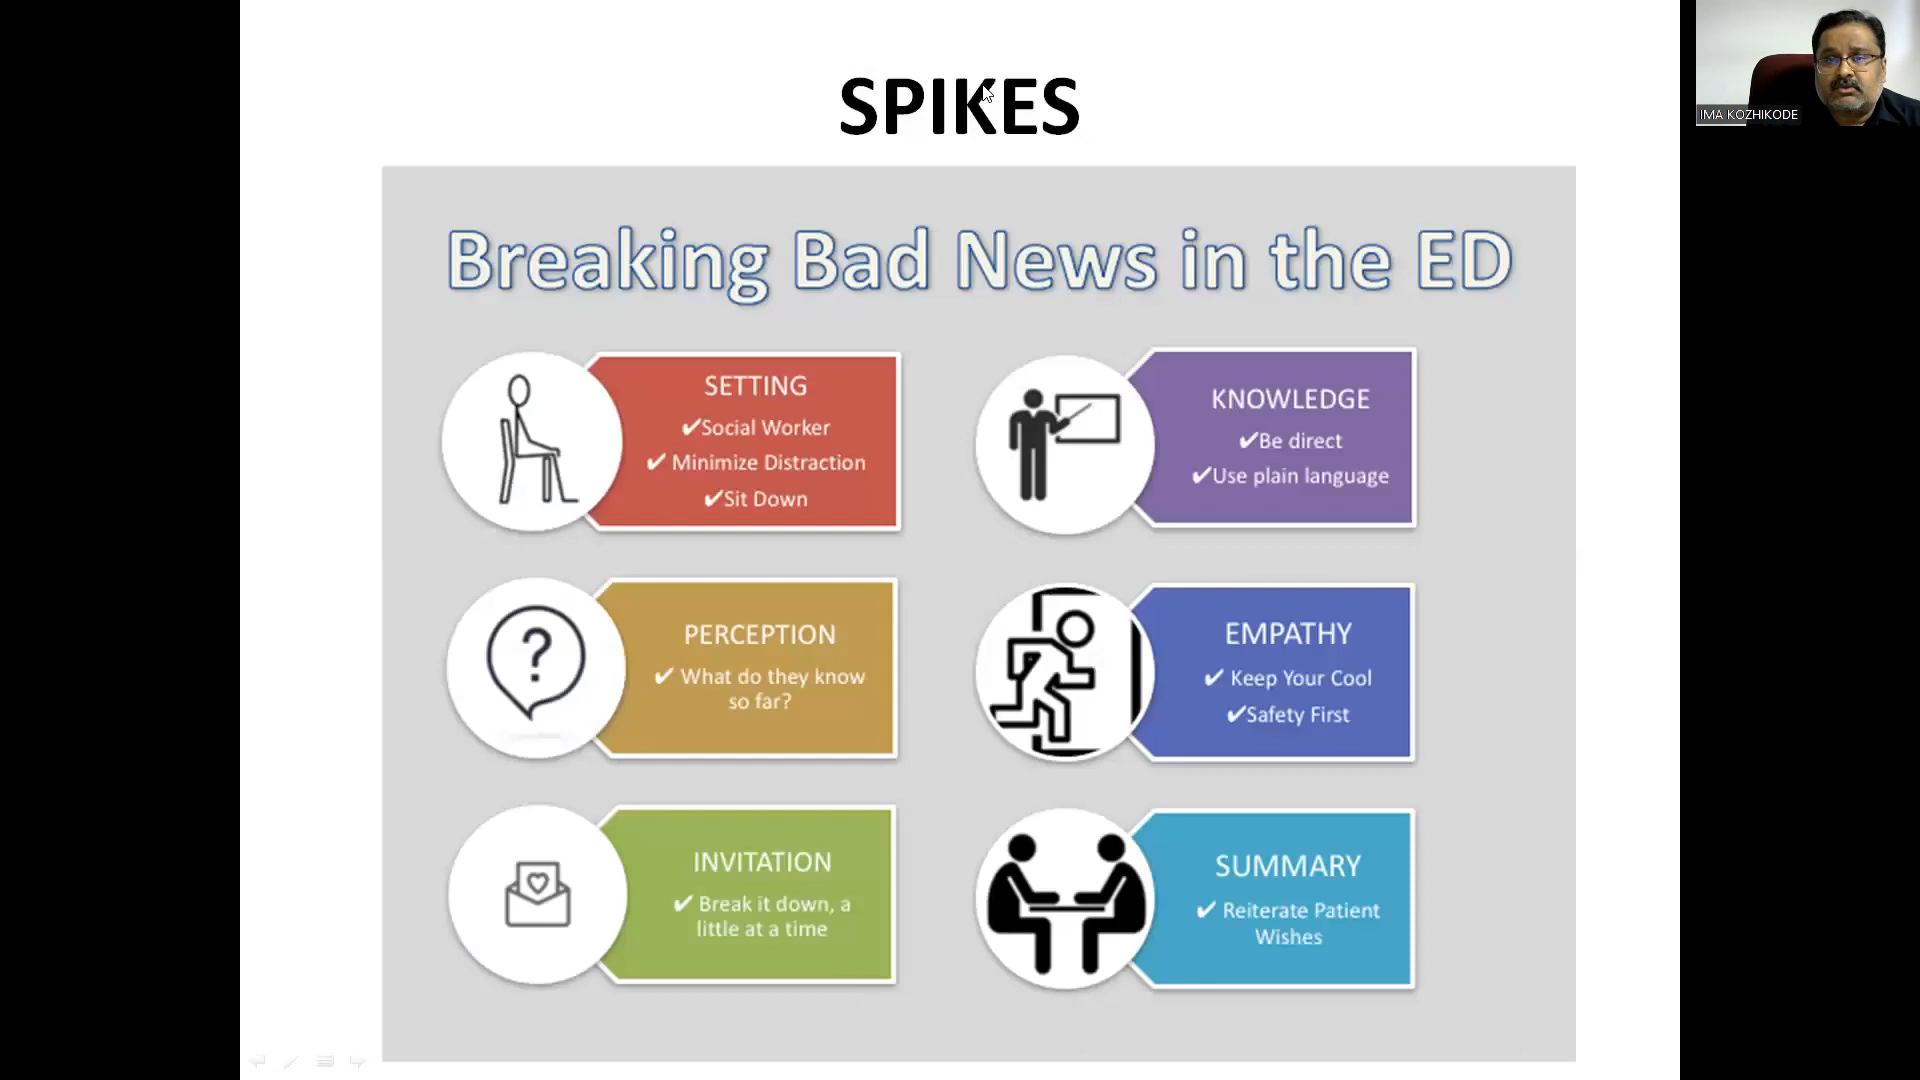 SPIKES
IMA KOZHIKODE
Breaking Bad News in the ED
SETTING
✔Social Worker
✔ Minimize Distraction
✔Sit Down
PERCEPTION
✔ What do they know
so far?
INVITATION
✔ Break it down, a
little at a time
KNOWLEDGE
✔Be direct
✔Use plain language
EMPATHY
✔ Keep Your Cool
✔Safety First
SUMMARY
✔ Reiterate Patient
Wishes